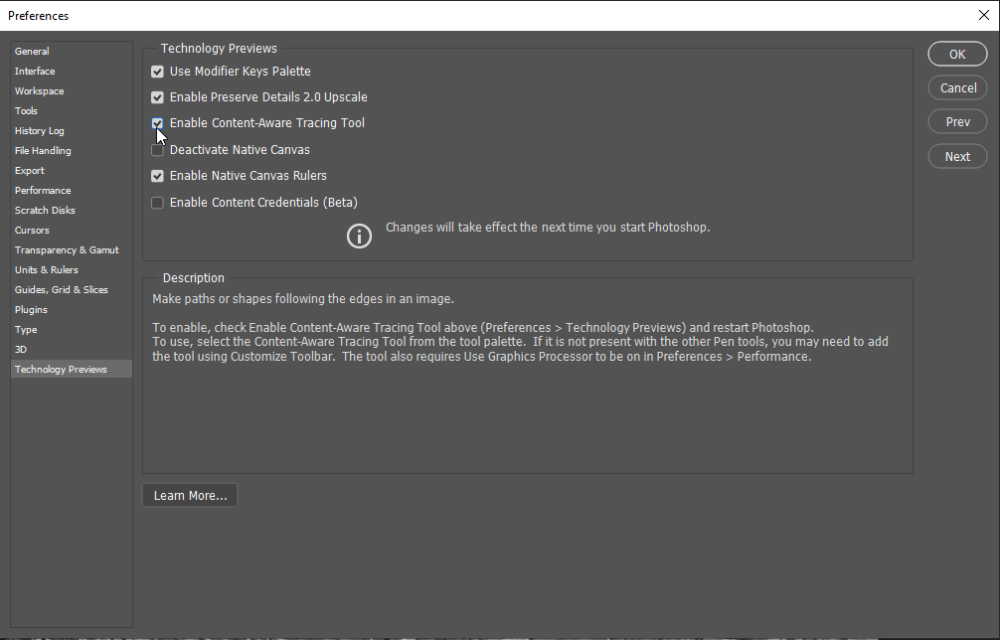 Preferences
General
Interface
Workspace
Tools
History Log
File Handling
Export
Performance
Scratch Disks
Cursors
Transparency & Gamut
Units & Rulers
Guides, Grid & Slices
Plugins
Type
3D
Technology Previews
Technology Previews
Use Modifier Keys Palette
Enable Preserve Details 2.0 Upscale
Enable Content-Aware Tracing Tool
Deactivate Native Canvas
Enable Native Canvas Rulers
Enable Content Credentials (Beta)
Changes will take effect the next time you start Photoshop.
Description
Make paths or shapes following the edges in an image.
To enable, check Enable Content-Aware Tracing Tool above (Preferences > Technology Previews) and restart Photoshop.
To use, select the Content-Aware Tracing Tool from the tool palette.  If it is not present with the other Pen tools, you may need to add
the tool using Customize Toolbar.  The tool also requires Use Graphics Processor to be on in Preferences > Performance.
Learn More...
OK
Cancel
Prev
Next